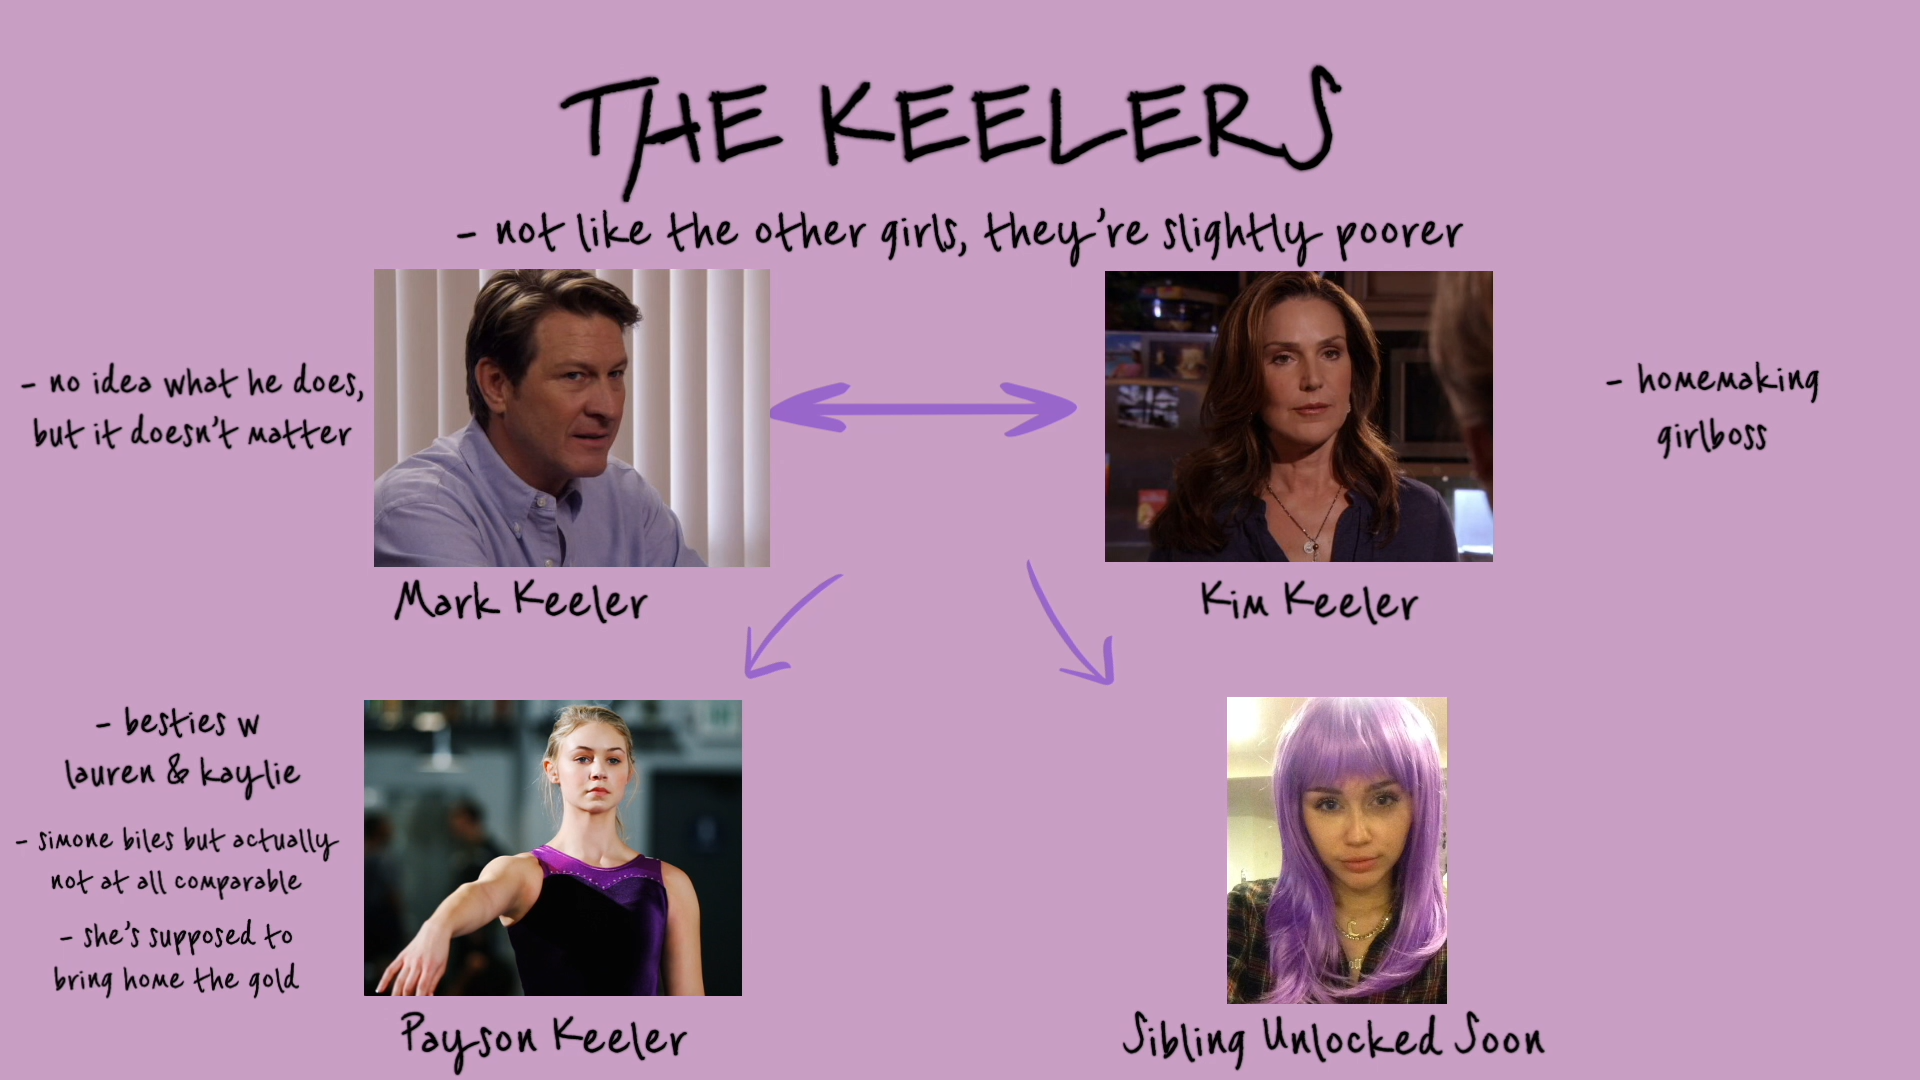 THE KEELERS
- not like the other girls, they're slightly poorer
- no idea what he does,
but it doesn't matter
- homemaking
girlboss
Mark Keeler
Kim Keeler
- besties w
lauren & kaylie
- simone biles but actually
not at all comparable
- she's supposed to
bring home the gold
Payson Keeler
Sibling Unlocked Soon